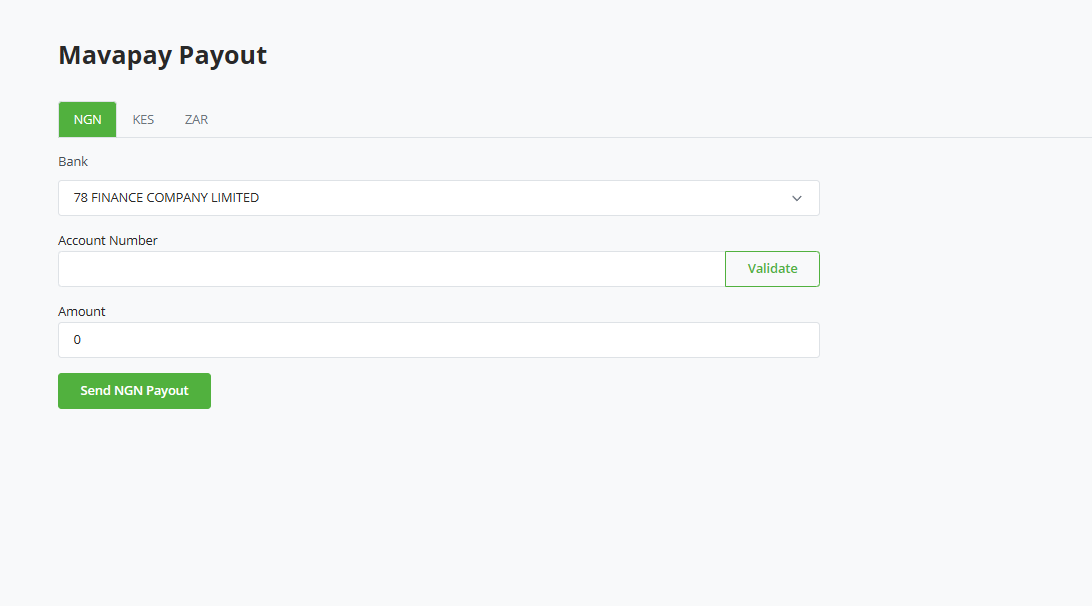 Mavapay Payout
NGN KES ZAR
Bank
78 FINANCE COMPANY LIMITED
Account Number
Validate
Amount
0
Send NGN Payout